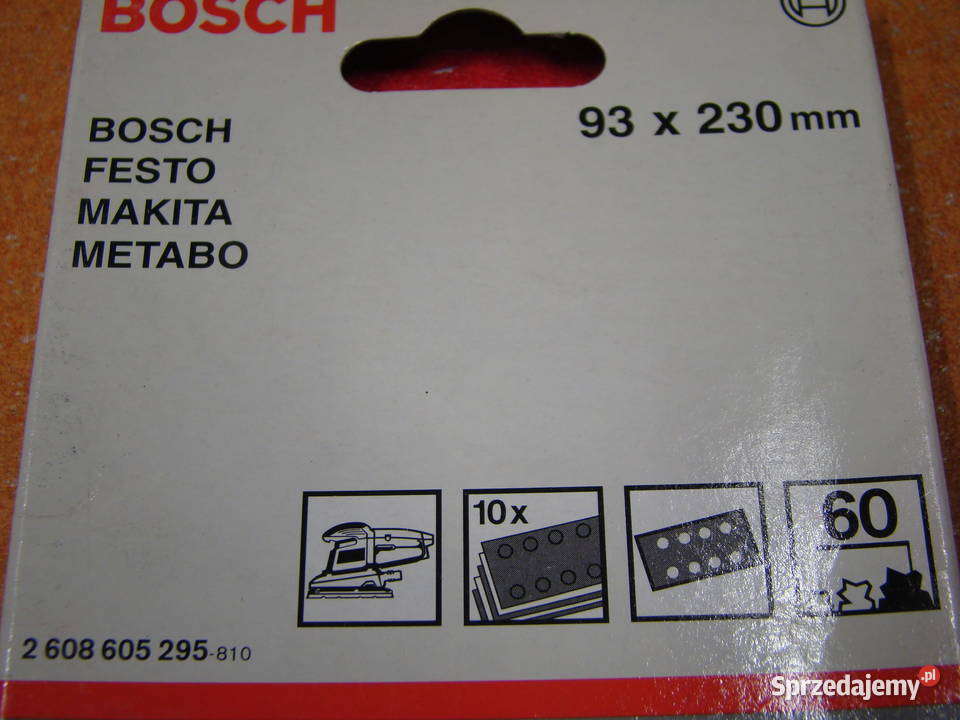 BOSCH
93 x 230 mm
BOSCH
FESTO
MAKITA
METABO
10 x
60
2 608 605 295-810
Sprzedajemy.pl